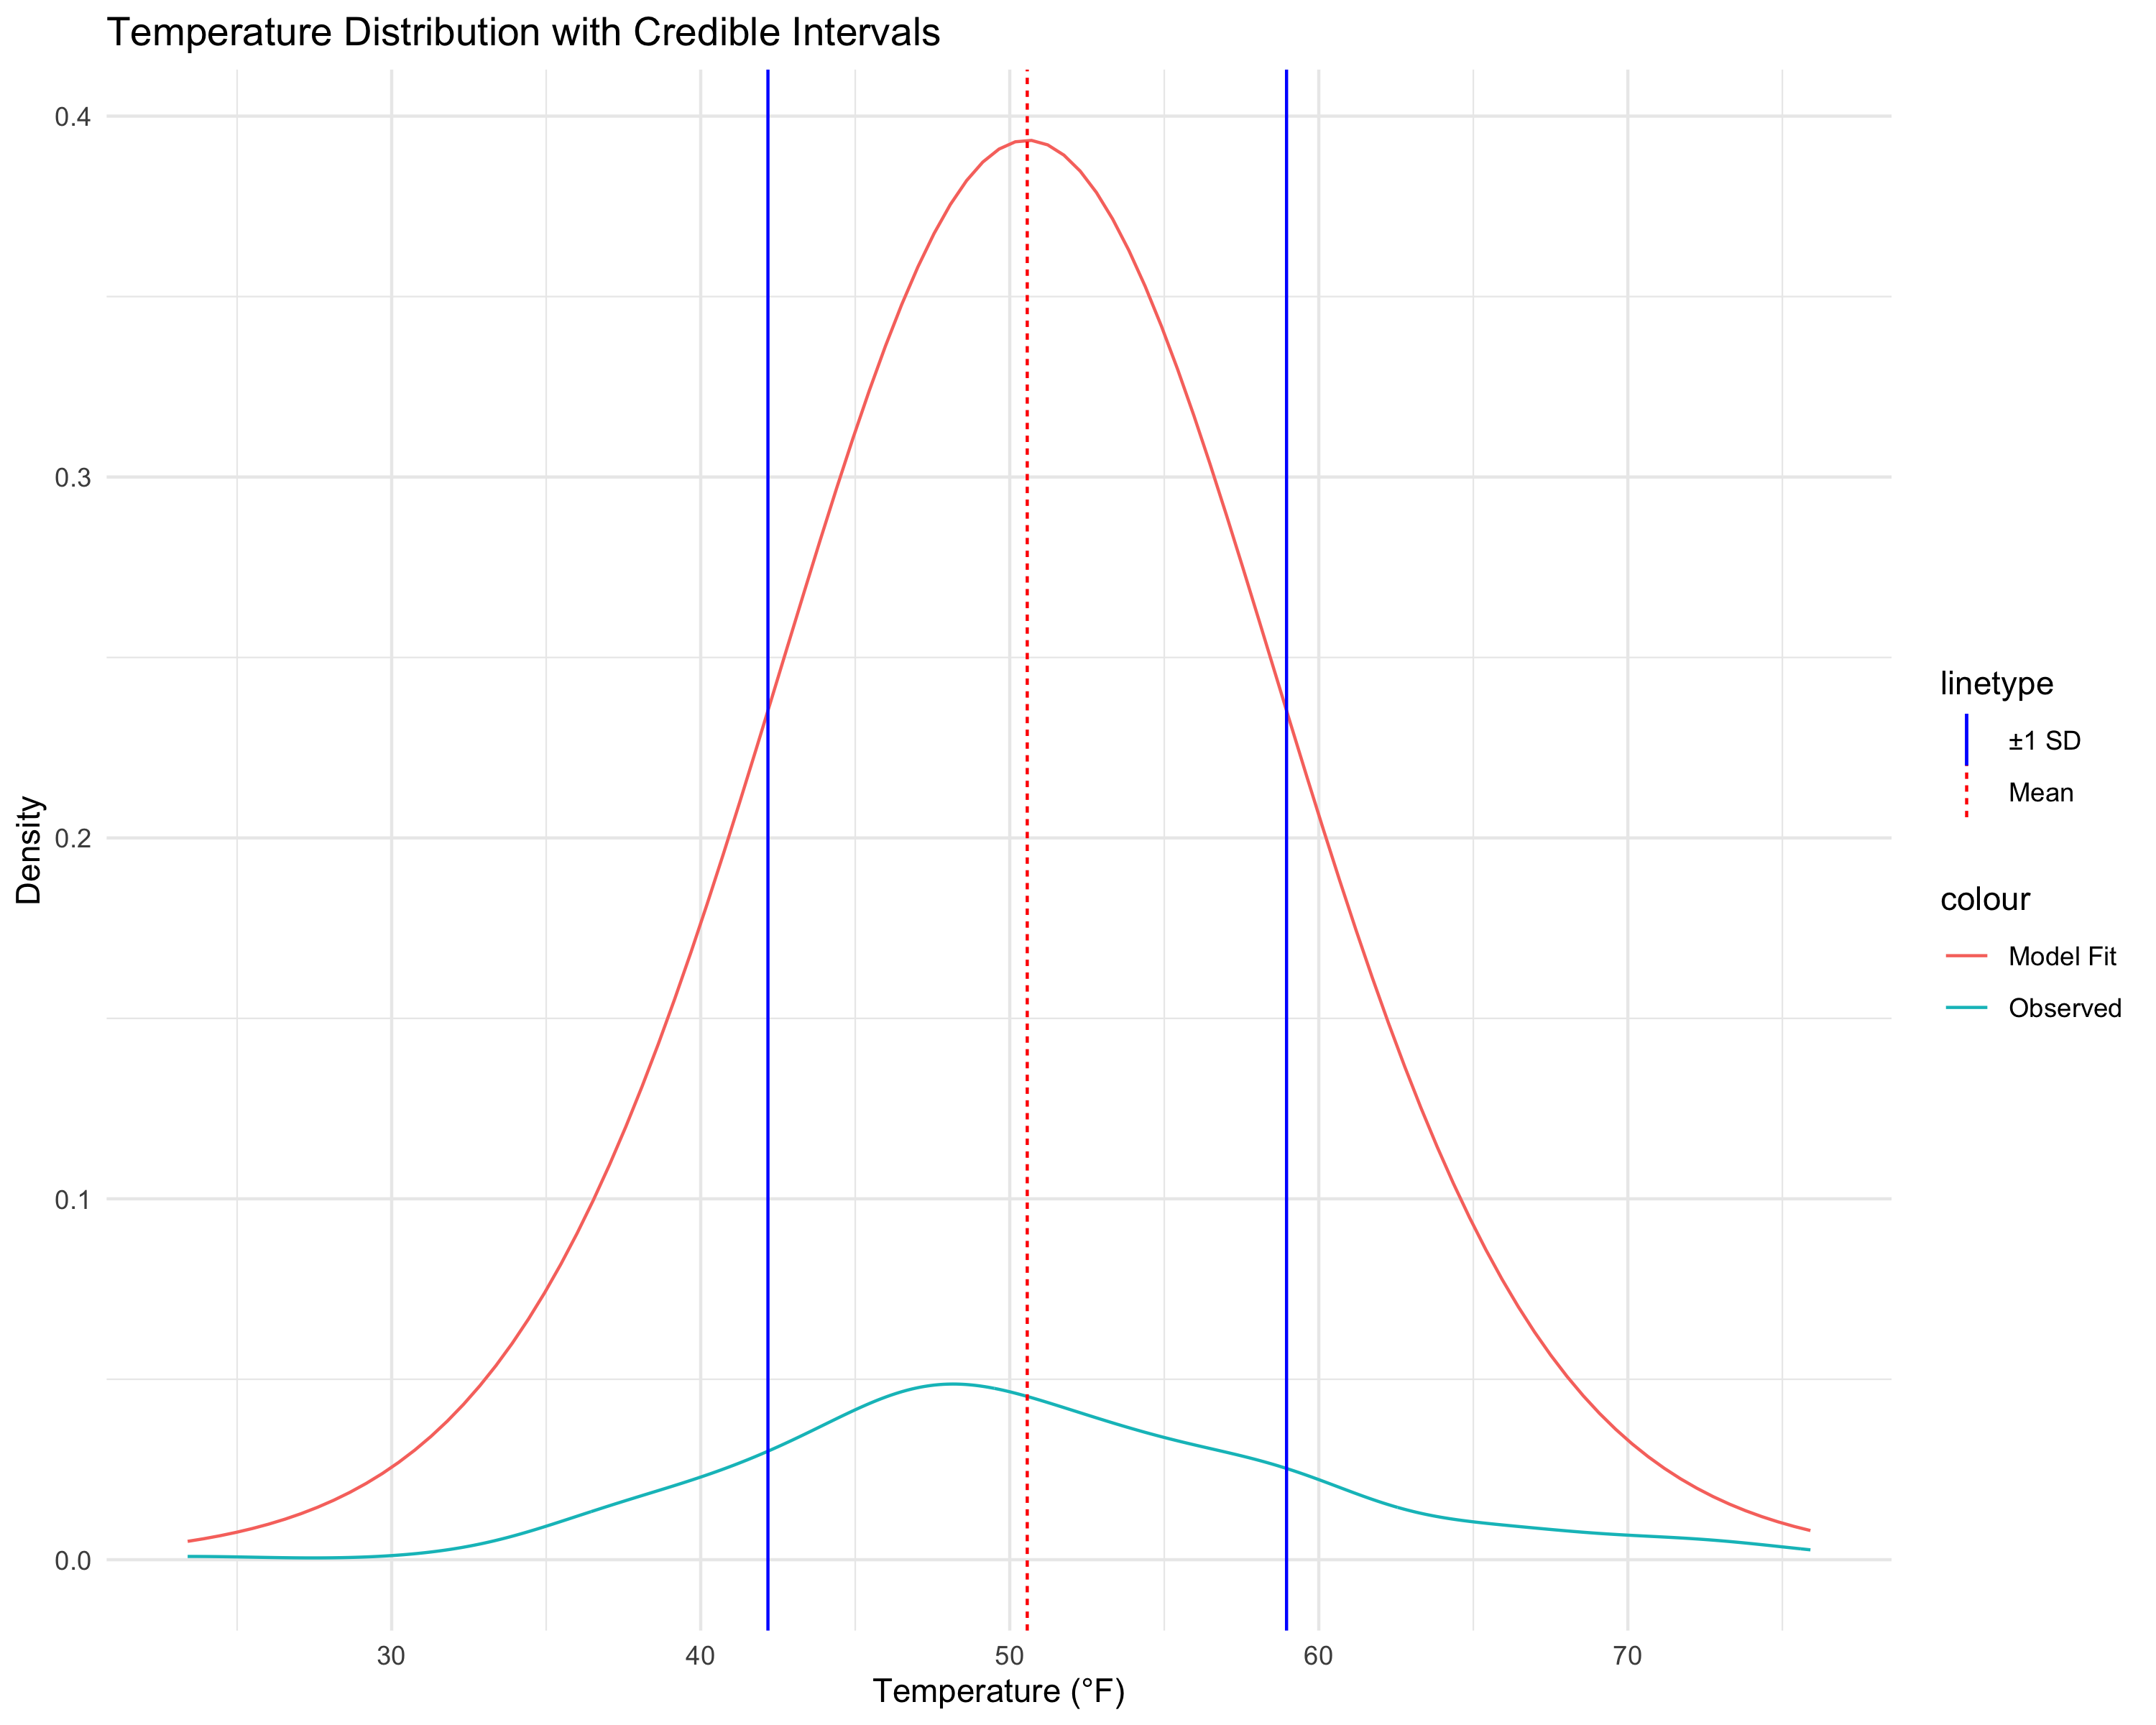 Temperature Distribution with Credible Intervals
0.4
0.3
0.2
0.1
0.0
Density
30 40 50 60 70
Temperature (°F)
linetype
±1 SD
Mean
colour
Model Fit
Observed